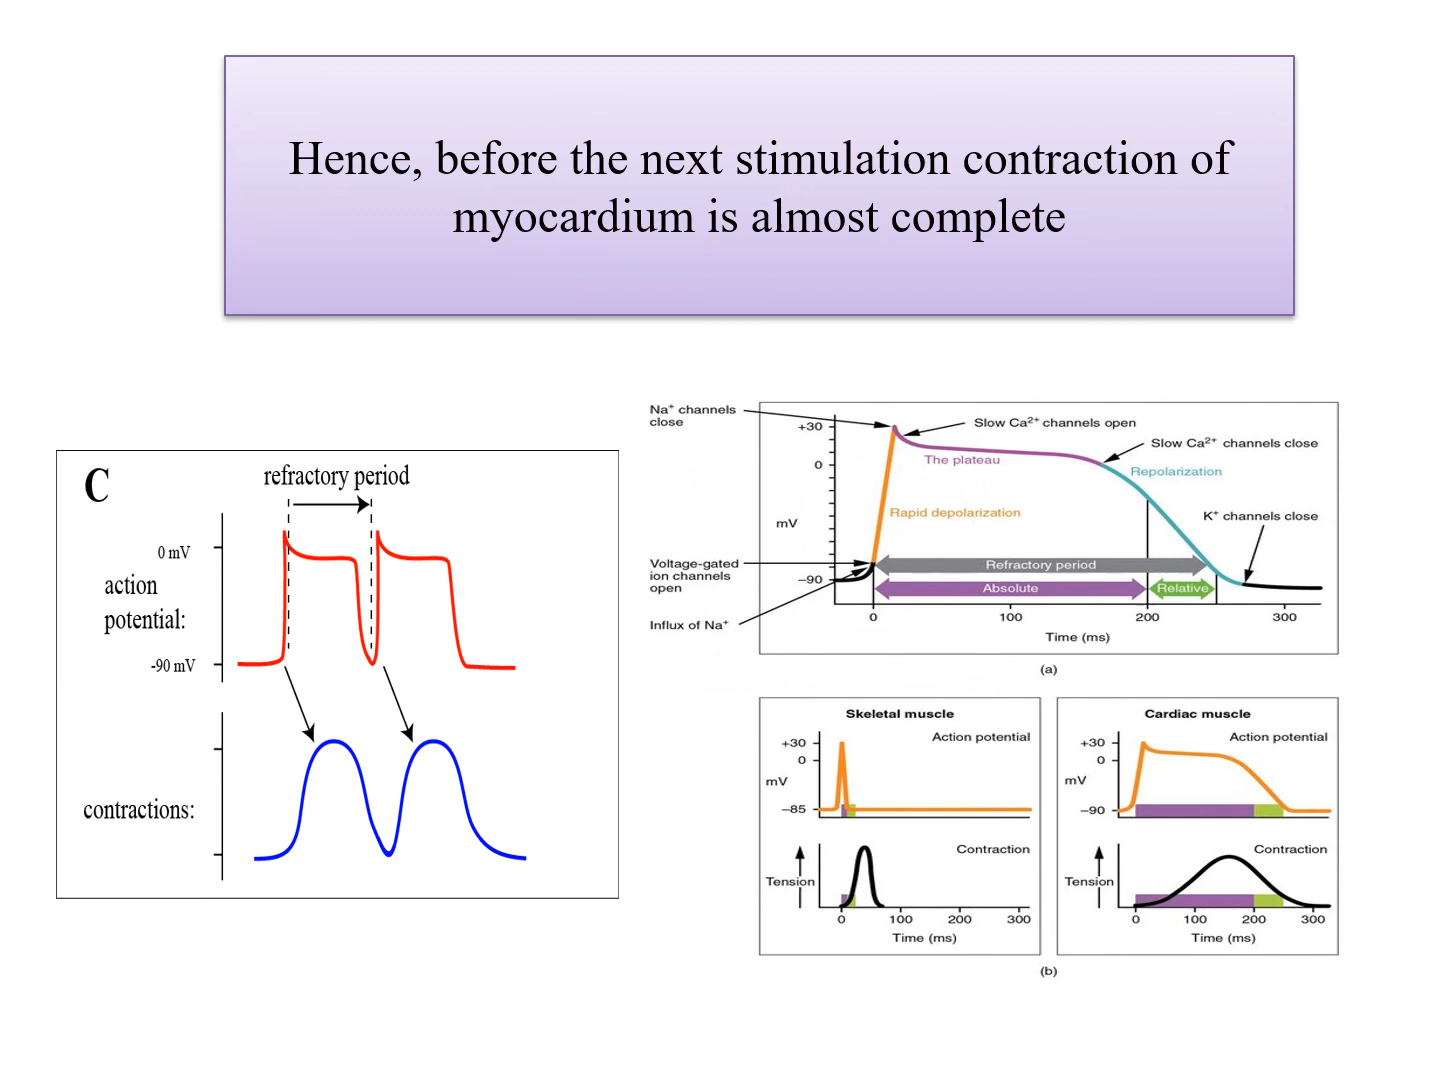 Hence, before the next stimulation contraction of
myocardium is almost complete
C
refractory period
0 mV
action
potential:
-90 mV
contractions:
Na⁺ channels
close
+30
Slow Ca²⁺ channels open
Slow Ca²⁺ channels close
0
The plateau
Repolarization
mV
Rapid depolarization
K⁺ channels close
Voltage-gated
ion channels
open
Refractory period
–90
Absolute
Relative
Influx of Na⁺
0 100 200 300
Time (ms)
(a)
Skeletal muscle
Action potential
+30
0
mV
–85
Contraction
Tension
0 100 200 300
Time (ms)
Cardiac muscle
Action potential
+30
0
mV
–90
Contraction
Tension
0 100 200 300
Time (ms)
(b)